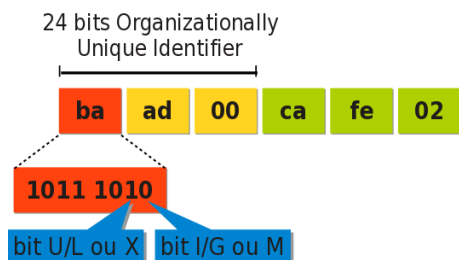 24 bits Organizationally
Unique Identifier
ba ad 00 ca fe 02
1011 1010
bit U/L ou X bit I/G ou M